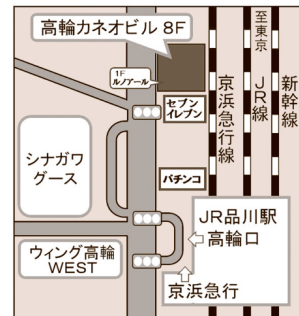 高輪カネオビル 8F
1F
ルノアール
セブン
イレブン
パチンコ
京浜急行線
至東京
JR線
新幹線
シナガワ
グース
ウィング高輪
WEST
JR品川駅
高輪口
京浜急行